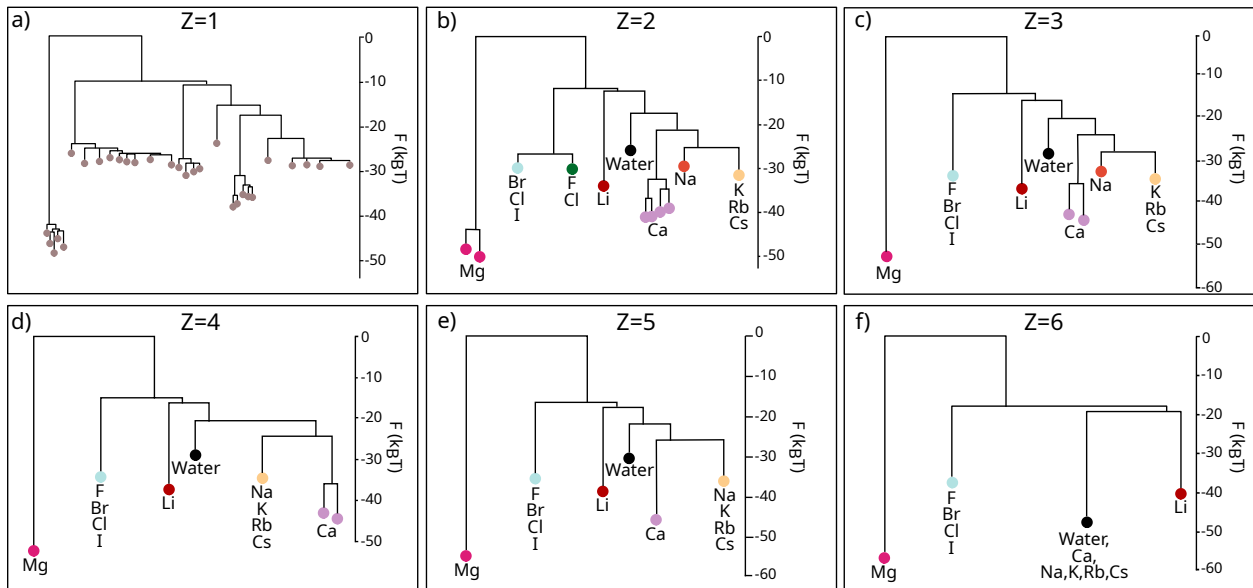 a) Z=1
0
-10
-20
-30
-40
-50
F (kBT)
b) Z=2
0
-10
-20
-30
-40
-50
F (kBT)
Br
Cl
I
F
Cl
Li
Water
Ca
Na
K
Rb
Cs
Mg
c) Z=3
0
-10
-20
-30
-40
-50
-60
F (kBT)
F
Br
Cl
I
Li
Water
Ca
Na
K
Rb
Cs
Mg
d) Z=4
0
-10
-20
-30
-40
-50
F (kBT)
F
Br
Cl
I
Li
Water
Na
K
Rb
Cs
Ca
Mg
e) Z=5
0
-10
-20
-30
-40
-50
-60
F (kBT)
F
Br
Cl
I
Li
Water
Ca
Na
K
Rb
Cs
Mg
f) Z=6
0
-10
-20
-30
-40
-50
-60
F (kBT)
F
Br
Cl
I
Water,
Ca,
Na,K,Rb,Cs
Li
Mg